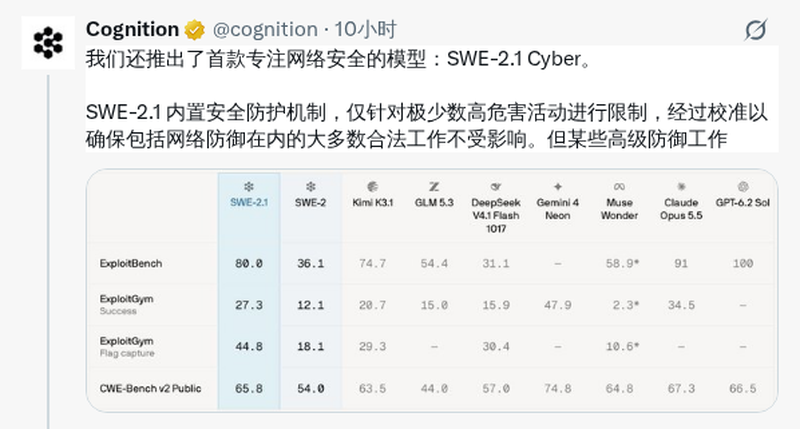 Cognition @cognition · 10小时
我们还推出了首款专注网络安全的模型：SWE-2.1 Cyber。
SWE-2.1 内置安全防护机制，仅针对极少数高危害活动进行限制，经过校准以
确保包括网络防御在内的大多数合法工作不受影响。但某些高级防御工作
SWE-2.1 SWE-2 Kimi K3.1 GLM 5.3 DeepSeek V4.1 Flash 1017 Gemini 4 Neon Muse Wonder Claude Opus 5.5 GPT-6.2 Sol
ExploitBench 80.0 36.1 74.7 54.4 31.1 – 58.9* 91 100
ExploitGym Success 27.3 12.1 20.7 15.0 15.9 47.9 2.3* 34.5 –
ExploitGym Flag capture 44.8 18.1 29.3 – 30.4 – 10.6* – –
CWE-Bench v2 Public 65.8 54.0 63.5 44.0 57.0 74.8 64.8 67.3 66.5